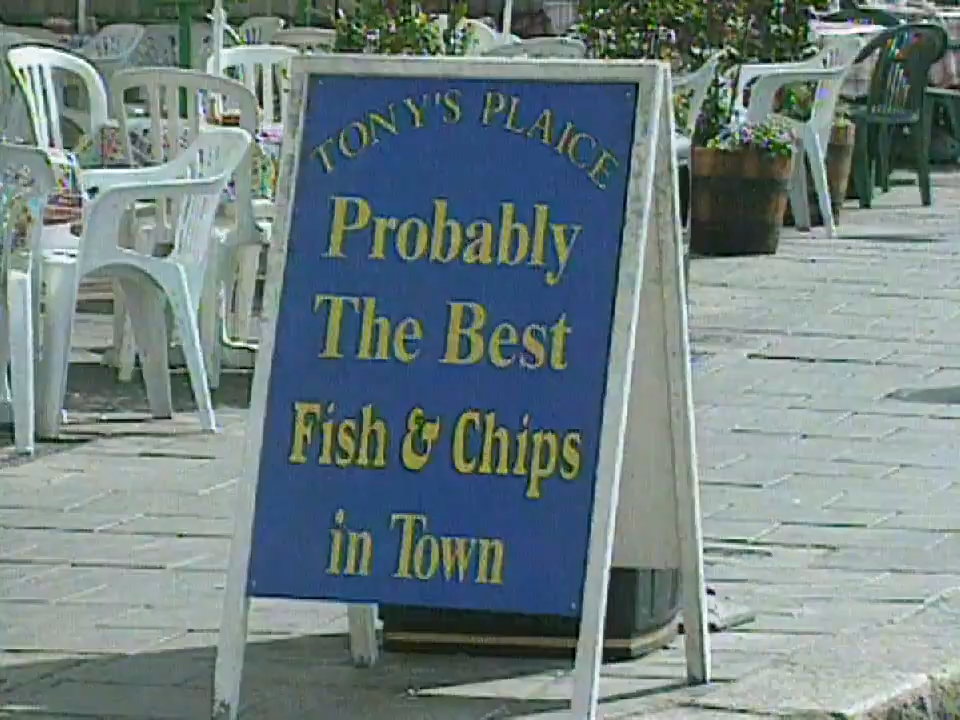 TONY'S PLAICE
Probably
The Best
Fish & Chips
in Town